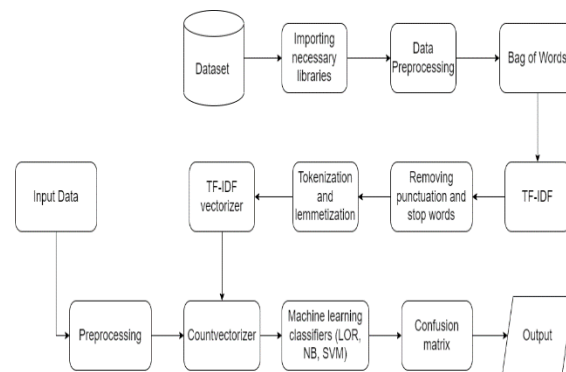 Dataset
Importing
necessary
libraries
Data
Preprocessing
Bag of Words
Input Data
TF-IDF
vectorizer
Tokenization
and
lemmetization
Removing
punctuation and
stop words
TF-IDF
Preprocessing
Countvectorizer
Machine learning
classifiers (LOR,
NB, SVM)
Confusion
matrix
Output